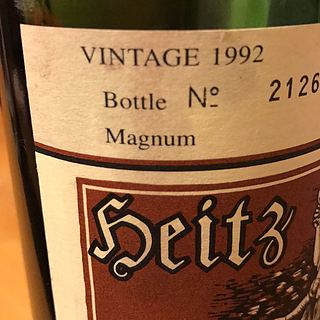 VINTAGE 1992
Bottle Nº 2126
Magnum
Heitz